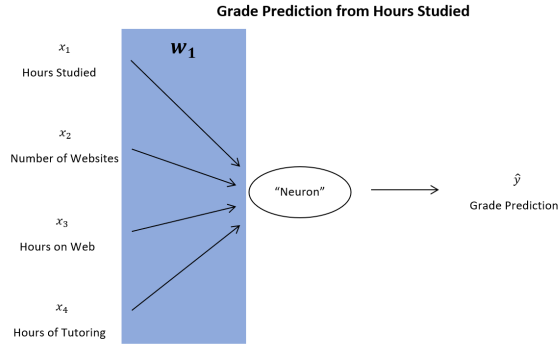 Grade Prediction from Hours Studied
x₁
Hours Studied
w₁
x₂
Number of Websites
"Neuron"
ŷ
Grade Prediction
x₃
Hours on Web
x₄
Hours of Tutoring